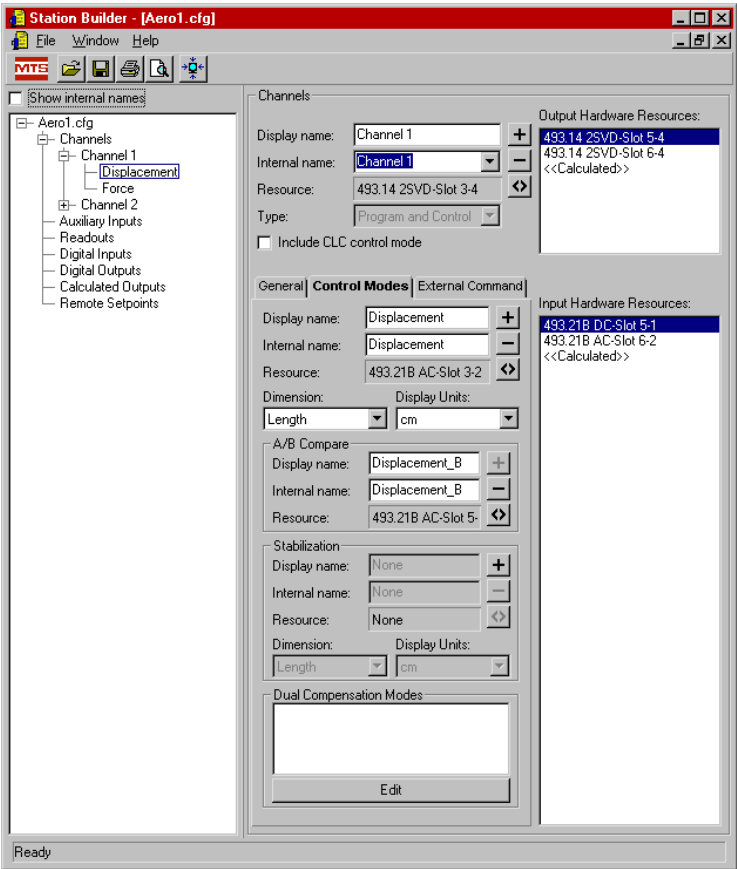 Station Builder - [Aero1.cfg]
File Window Help
MTS
Show internal names
Aero1.cfg
Channels
Channel 1
Displacement
Force
Channel 2
Auxiliary Inputs
Readouts
Digital Inputs
Digital Outputs
Calculated Outputs
Remote Setpoints
Channels
Display name: Channel 1
Internal name: Channel 1
Resource: 493.14 2SVD-Slot 3-4
Type: Program and Control
Include CLC control mode
Output Hardware Resources:
493.14 2SVD-Slot 5-4
493.14 2SVD-Slot 6-4
<<Calculated>>
General Control Modes External Command
Display name: Displacement
Internal name: Displacement
Resource: 493.21B AC-Slot 3-2
Dimension: Display Units:
Length cm
A/B Compare
Display name: Displacement_B
Internal name: Displacement_B
Resource: 493.21B AC-Slot 5-
Stabilization
Display name: None
Internal name: None
Resource: None
Dimension: Display Units:
Length cm
Dual Compensation Modes
Edit
Input Hardware Resources:
493.21B DC-Slot 5-1
493.21B AC-Slot 6-2
<<Calculated>>
Ready